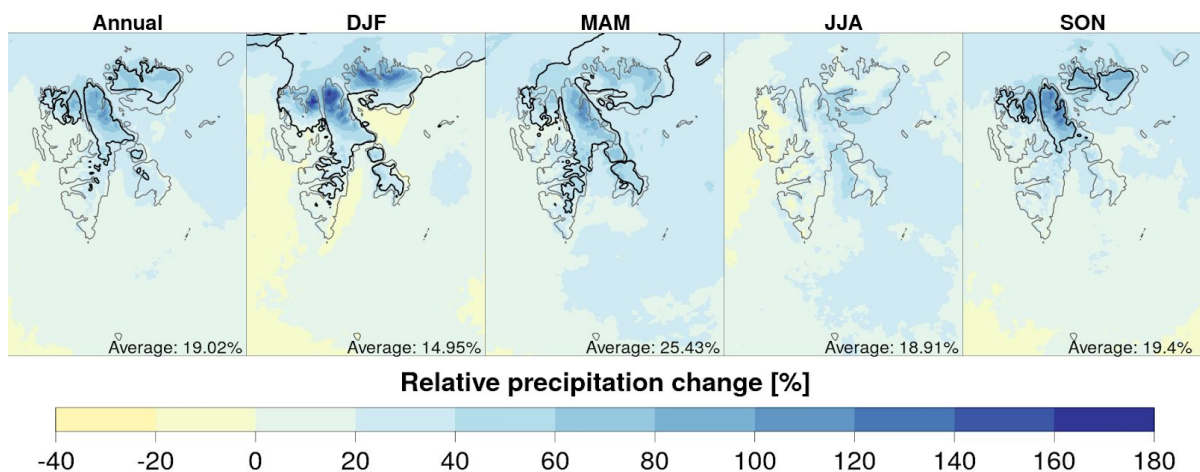 Annual DJF MAM JJA SON
Average: 19.02% Average: 14.95% Average: 25.43% Average: 18.91% Average: 19.4%
Relative precipitation change [%]
-40 -20 0 20 40 60 80 100 120 140 160 180